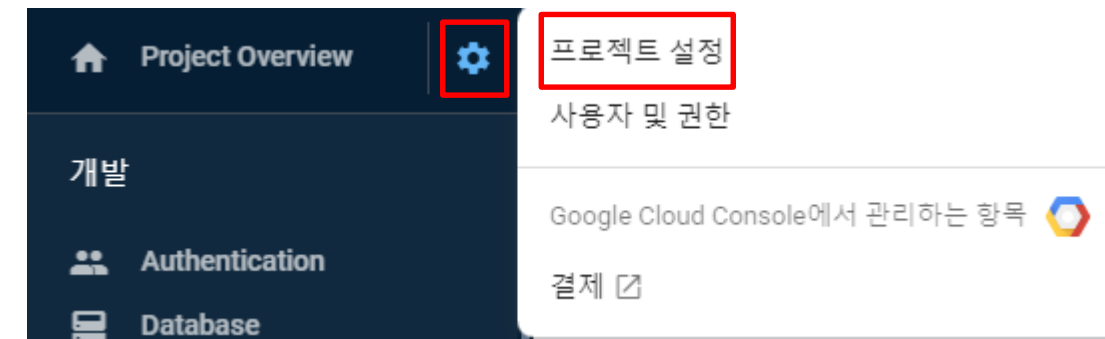 Project Overview
프로젝트 설정
사용자 및 권한
개발
Google Cloud Console에서 관리하는 항목
Authentication
결제
Database